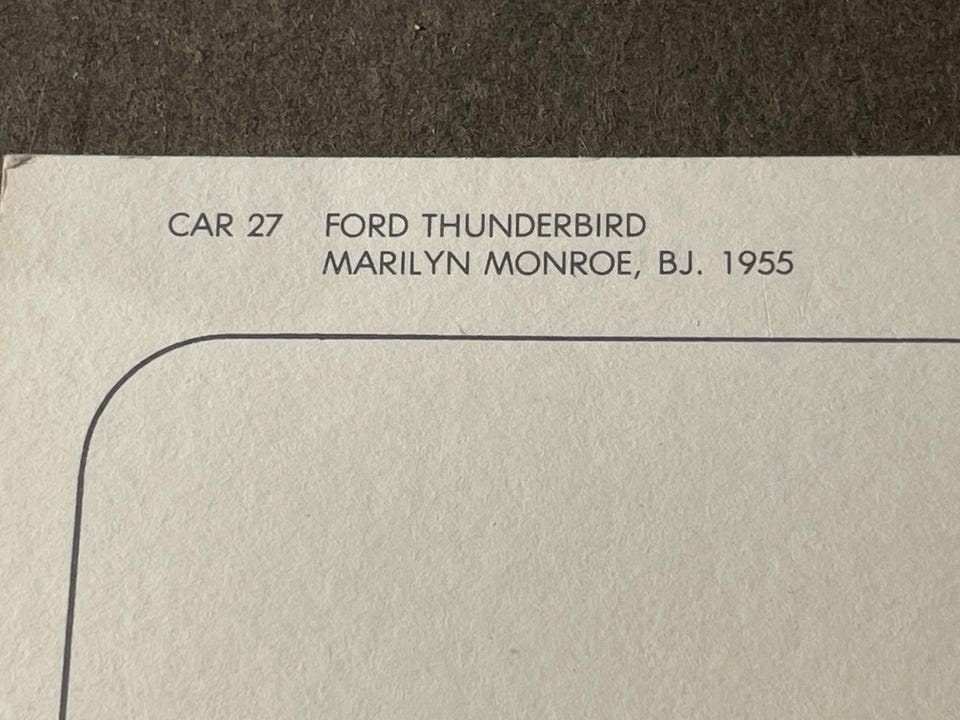 CAR 27 FORD THUNDERBIRD
MARILYN MONROE, BJ. 1955